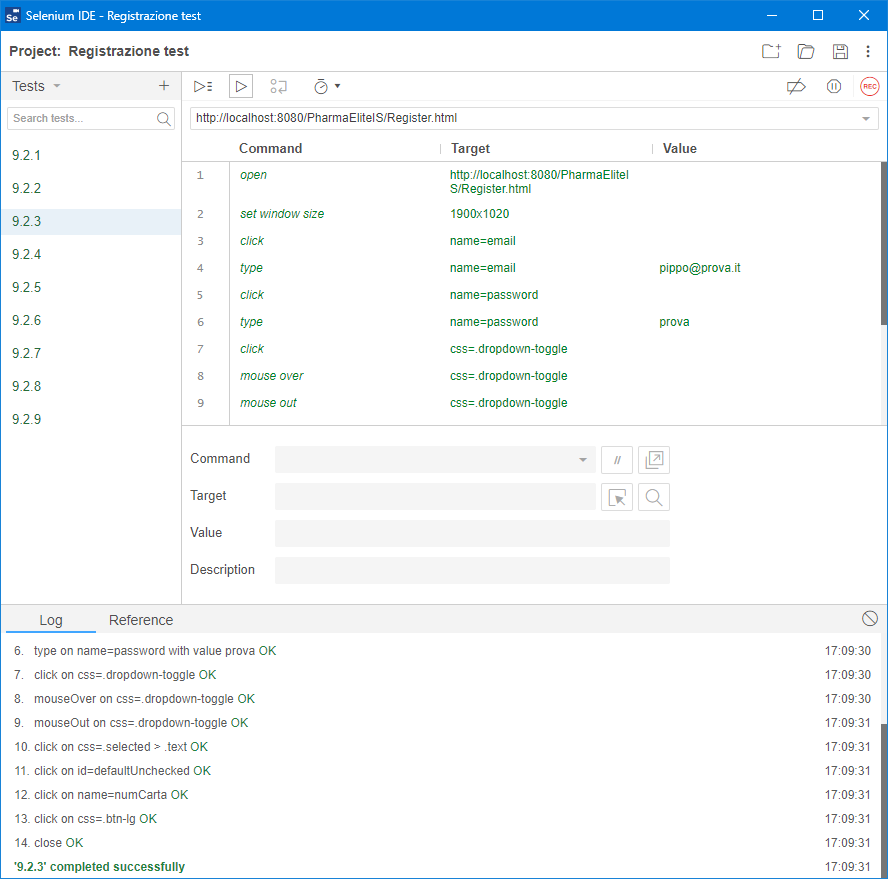 Se Selenium IDE - Registrazione test
Project: Registrazione test
Tests
Search tests...
9.2.1
9.2.2
9.2.3
9.2.4
9.2.5
9.2.6
9.2.7
9.2.8
9.2.9
REC
http://localhost:8080/PharmaEliteIS/Register.html
Command Target Value
1 open http://localhost:8080/PharmaEliteI
S/Register.html
2 set window size 1900x1020
3 click name=email
4 type name=email pippo@prova.it
5 click name=password
6 type name=password prova
7 click css=.dropdown-toggle
8 mouse over css=.dropdown-toggle
9 mouse out css=.dropdown-toggle
Command //
Target
Value
Description
Log Reference
6. type on name=password with value prova OK 17:09:30
7. click on css=.dropdown-toggle OK 17:09:30
8. mouseOver on css=.dropdown-toggle OK 17:09:30
9. mouseOut on css=.dropdown-toggle OK 17:09:31
10. click on css=.selected > .text OK 17:09:31
11. click on id=defaultUnchecked OK 17:09:31
12. click on name=numCarta OK 17:09:31
13. click on css=.btn-lg OK 17:09:31
14. close OK 17:09:31
'9.2.3' completed successfully 17:09:31